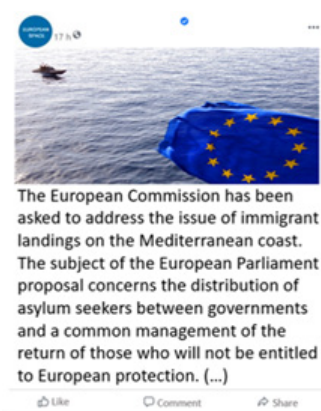 EUROPEAN
SPACE
17 h
The European Commission has been
asked to address the issue of immigrant
landings on the Mediterranean coast.
The subject of the European Parliament
proposal concerns the distribution of
asylum seekers between governments
and a common management of the
return of those who will not be entitled
to European protection. (...)
Like Comment Share